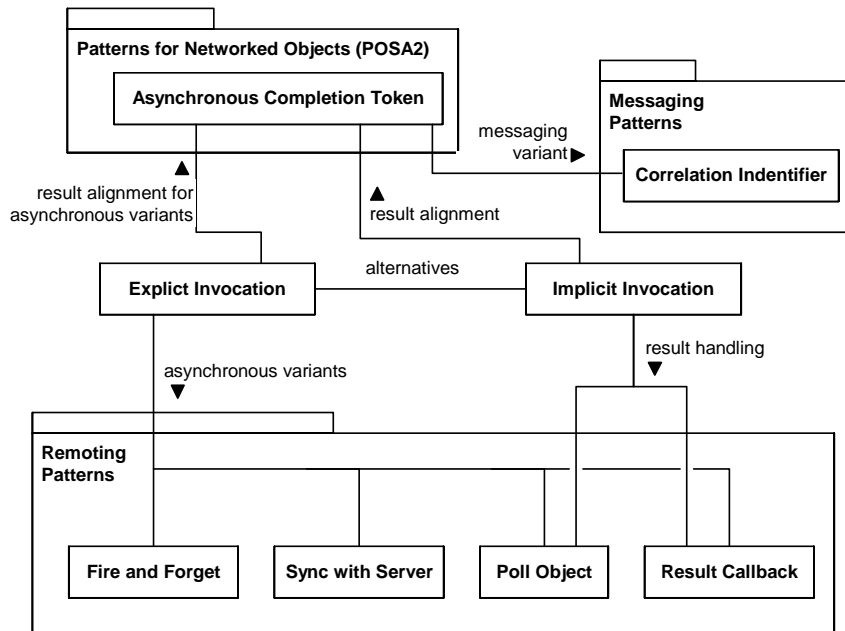 Patterns for Networked Objects (POSA2)
Asynchronous Completion Token
Messaging
Patterns
messaging
variant
Correlation Indentifier
result alignment for
asynchronous variants
result alignment
Explict Invocation
alternatives
Implicit Invocation
asynchronous variants
result handling
Remoting
Patterns
Fire and Forget
Sync with Server
Poll Object
Result Callback